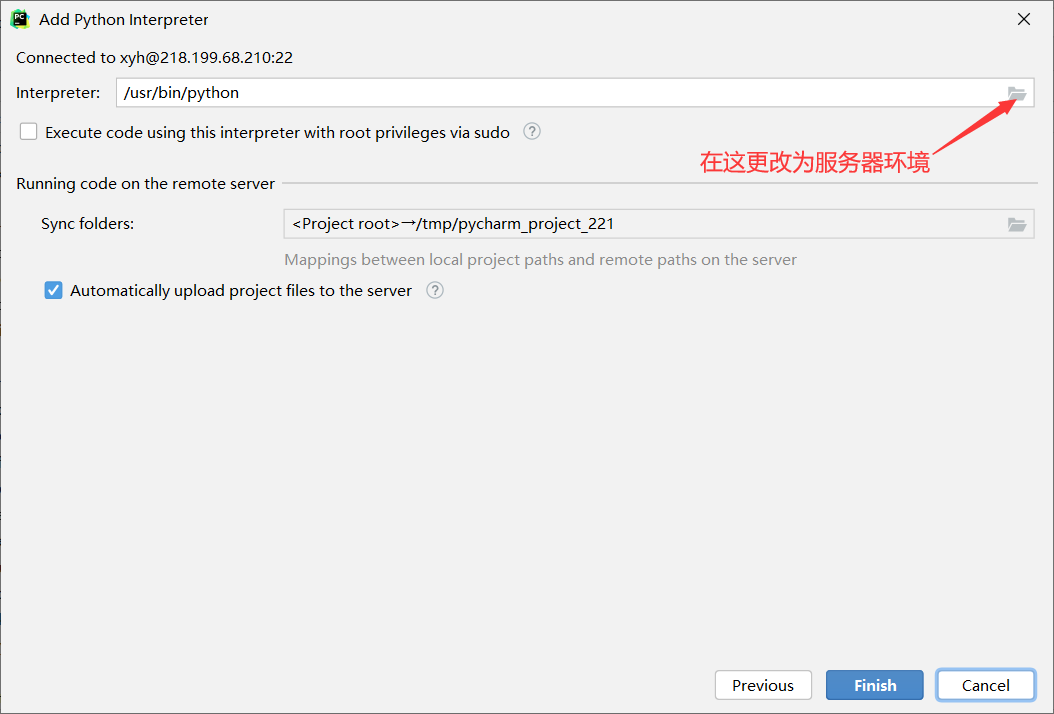 PC
Add Python Interpreter
Connected to xyh@218.199.68.210:22
Interpreter: /usr/bin/python
Execute code using this interpreter with root privileges via sudo ?
在这更改为服务器环境
Running code on the remote server
Sync folders: <Project root>→/tmp/pycharm_project_221
Mappings between local project paths and remote paths on the server
Automatically upload project files to the server ?
Previous Finish Cancel